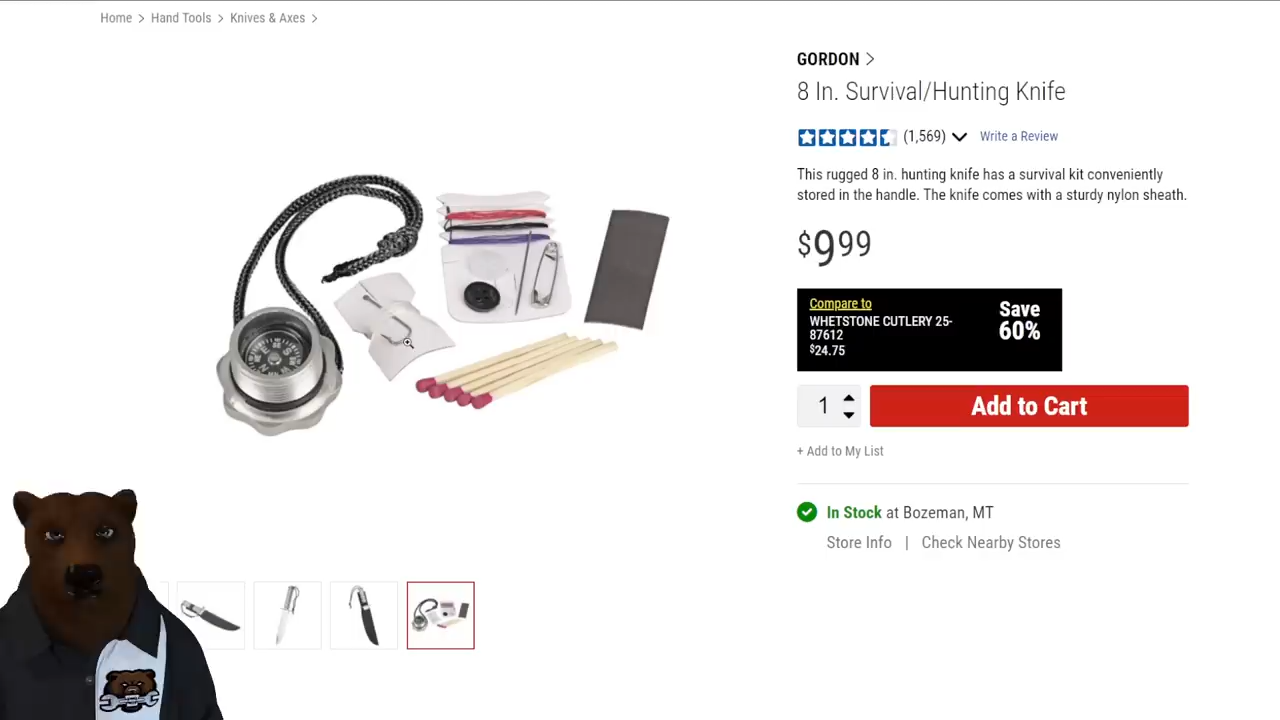 Home > Hand Tools > Knives & Axes >
GORDON >
8 In. Survival/Hunting Knife
(1,569) Write a Review
This rugged 8 in. hunting knife has a survival kit conveniently
stored in the handle. The knife comes with a sturdy nylon sheath.
$9.99
Compare to
WHETSTONE CUTLERY 25-
87612
$24.75
Save
60%
1
Add to Cart
+ Add to My List
In Stock at Bozeman, MT
Store Info | Check Nearby Stores